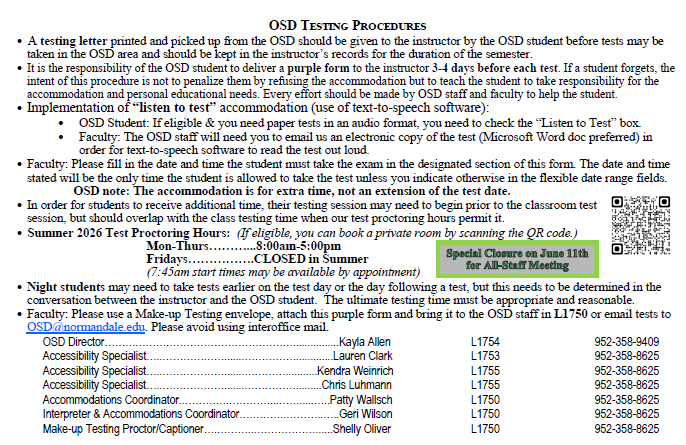 OSD TESTING PROCEDURES
• A testing letter printed and picked up from the OSD should be given to the instructor by the OSD student before tests may be
taken in the OSD area and should be kept in the instructor's records for the duration of the semester.
• It is the responsibility of the OSD student to deliver a purple form to the instructor 3-4 days before each test. If a student forgets, the
intent of this procedure is not to penalize them by refusing the accommodation but to teach the student to take responsibility for the
accommodation and personal educational needs. Every effort should be made by OSD staff and faculty to help the student.
• Implementation of "listen to test" accommodation (use of text-to-speech software):
• OSD Student: If eligible & you need paper tests in an audio format, you need to check the "Listen to Test" box.
• Faculty: The OSD staff will need you to email us an electronic copy of the test (Microsoft Word doc preferred) in
order for text-to-speech software to read the test out loud.
• Faculty: Please fill in the date and time the student must take the exam in the designated section of this form. The date and time
stated will be the only time the student is allowed to take the test unless you indicate otherwise in the flexible date range fields.
OSD note: The accommodation is for extra time, not an extension of the test date.
• In order for students to receive additional time, their testing session may need to begin prior to the classroom test
session, but should overlap with the class testing time when our test proctoring hours permit it.
• Summer 2026 Test Proctoring Hours: (If eligible, you can book a private room by scanning the QR code.)
Mon-Thurs...........8:00am-5:00pm
Fridays...............CLOSED in Summer
(7:45am start times may be available by appointment)
Special Closure on June 11th
for All-Staff Meeting
• Night students may need to take tests earlier on the test day or the day following a test, but this needs to be determined in the
conversation between the instructor and the OSD student. The ultimate testing time must be appropriate and reasonable.
• Faculty: Please use a Make-up Testing envelope, attach this purple form and bring it to the OSD staff in L1750 or email tests to
OSD@normandale.edu. Please avoid using interoffice mail.
OSD Director..........................................................Kayla Allen L1754 952-358-9409
Accessibility Specialist..............................................Lauren Clark L1753 952-358-8625
Accessibility Specialist..........................................Kendra Weinrich L1755 952-358-8625
Accessibility Specialist...........................................Chris Luhmann L1755 952-358-8625
Accommodations Coordinator.....................................Patty Wallsch L1750 952-358-8625
Interpreter & Accommodations Coordinator.........................Geri Wilson L1750 952-358-8625
Make-up Testing Proctor/Captioner................................Shelly Oliver L1750 952-358-8625